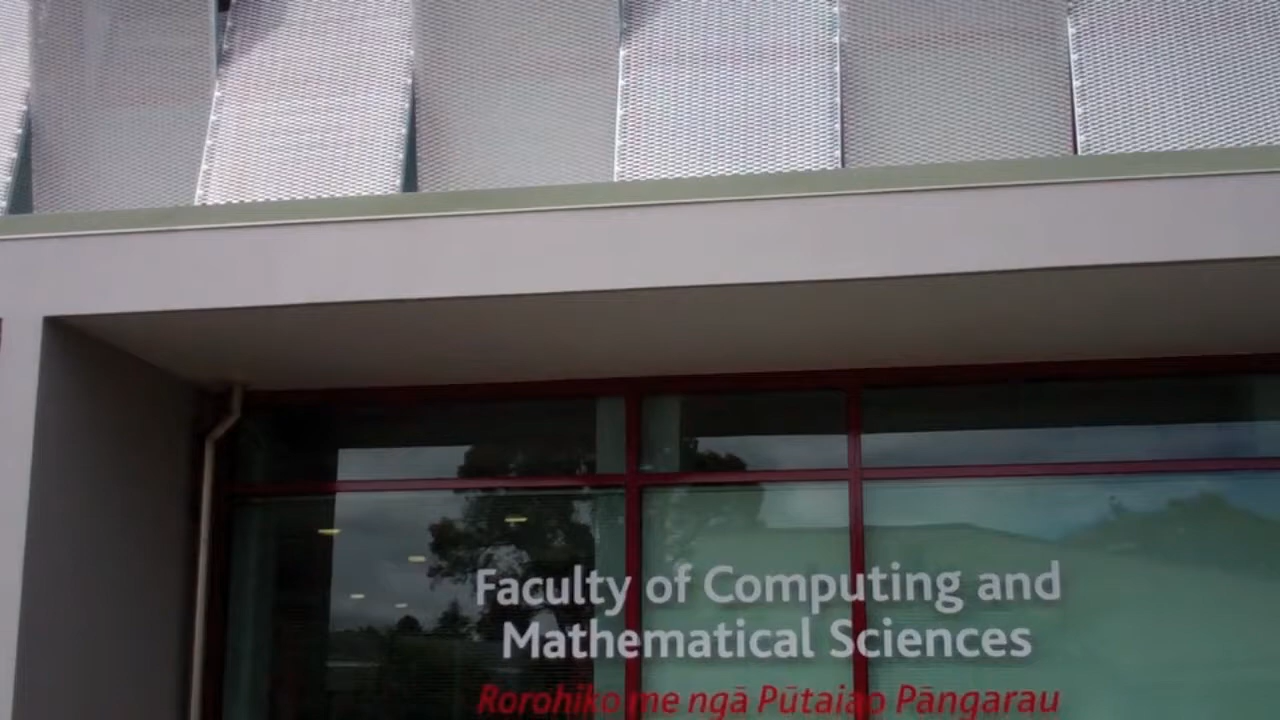 Faculty of Computing and
Mathematical Sciences
Rorohiko me ngā Pūtaiao Pāngarau